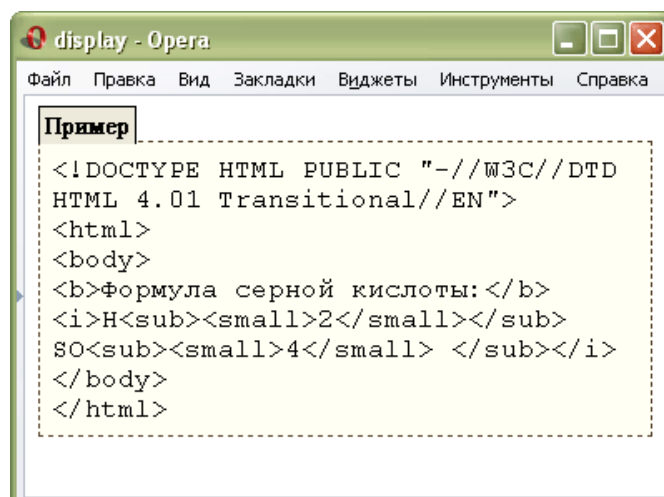 display - Opera
Файл Правка Вид Закладки Виджеты Инструменты Справка
Пример
<!DOCTYPE HTML PUBLIC "-//W3C//DTD
HTML 4.01 Transitional//EN">
<html>
<body>
<b>Формула серной кислоты:</b>
<i>H<sub><small>2</small></sub>
SO<sub><small>4</small> </sub></i>
</body>
</html>